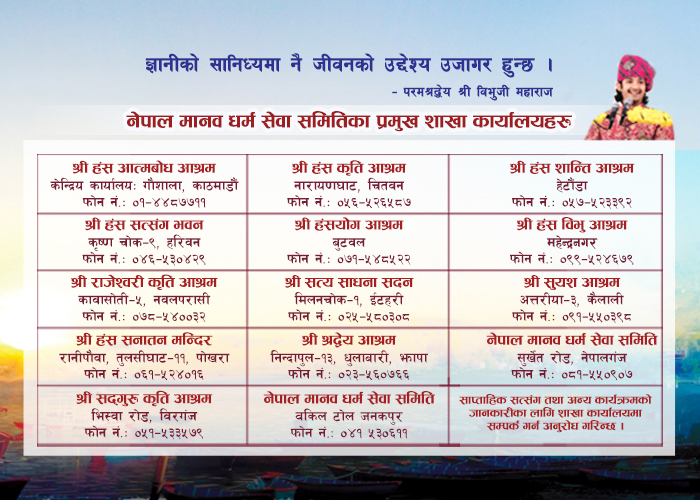 ज्ञानीको सानिध्यमा नै जीवनको उद्देश्य उजागर हुन्छ ।
- परमश्रद्धेय श्री विभुजी महाराज
नेपाल मानव धर्म सेवा समितिका प्रमुख शाखा कार्यालयहरू
श्री हंस आत्मबोध आश्रम
केन्द्रिय कार्यालयः गौशाला, काठमाडौं
फोन नं.: ०१-४४८७७११
श्री हंस कृति आश्रम
नारायणघाट, चितवन
फोन नं.: ०५६-५२६५८७
श्री हंस शान्ति आश्रम
हेटौंडा
फोन नं.: ०५७-५२३३९२
श्री हंस सत्संग भवन
कृष्ण चोक-९, हरिवन
फोन नं.: ०४६-५३०४२९
श्री हंसयोग आश्रम
बुटवल
फोन नं.: ०७१-५४८५२२
श्री हंस विभु आश्रम
महेन्द्रनगर
फोन नं.: ०९९-५२४६७९
श्री राजेश्वरी कृति आश्रम
कावासोती-५, नवलपरासी
फोन नं.: ०७८-५४००३२
श्री सत्य साधना सदन
मिलनचोक-१, ईटहरी
फोन नं.: ०२५-५८०३०८
श्री सुयश आश्रम
अत्तरीया-३, कैलाली
फोन नं.: ०९१-५५०३९८
श्री हंस सनातन मन्दिर
रानीपौवा, तुलसीघाट-११, पोखरा
फोन नं.: ०६१-५२४०१६
श्री श्रद्धेय आश्रम
निन्दापुल-१३, धुलाबारी, झापा
फोन नं.: ०२३-५६०७६६
नेपाल मानव धर्म सेवा समिति
सुर्खेत रोड, नेपालगंज
फोन नं.: ०८१-५५०९०७
श्री सद्गुरु कृति आश्रम
भिस्वा रोड, विरगंज
फोन नं.: ०५१-५३३५७९
नेपाल मानव धर्म सेवा समिति
वकिल टोल जनकपुर
फोन नं.: ०४१ ५३०६११
साप्ताहिक सत्संग तथा अन्य कार्यक्रमको
जानकारीका लागि शाखा कार्यालयमा
सम्पर्क गर्न अनुरोध गरिन्छ ।